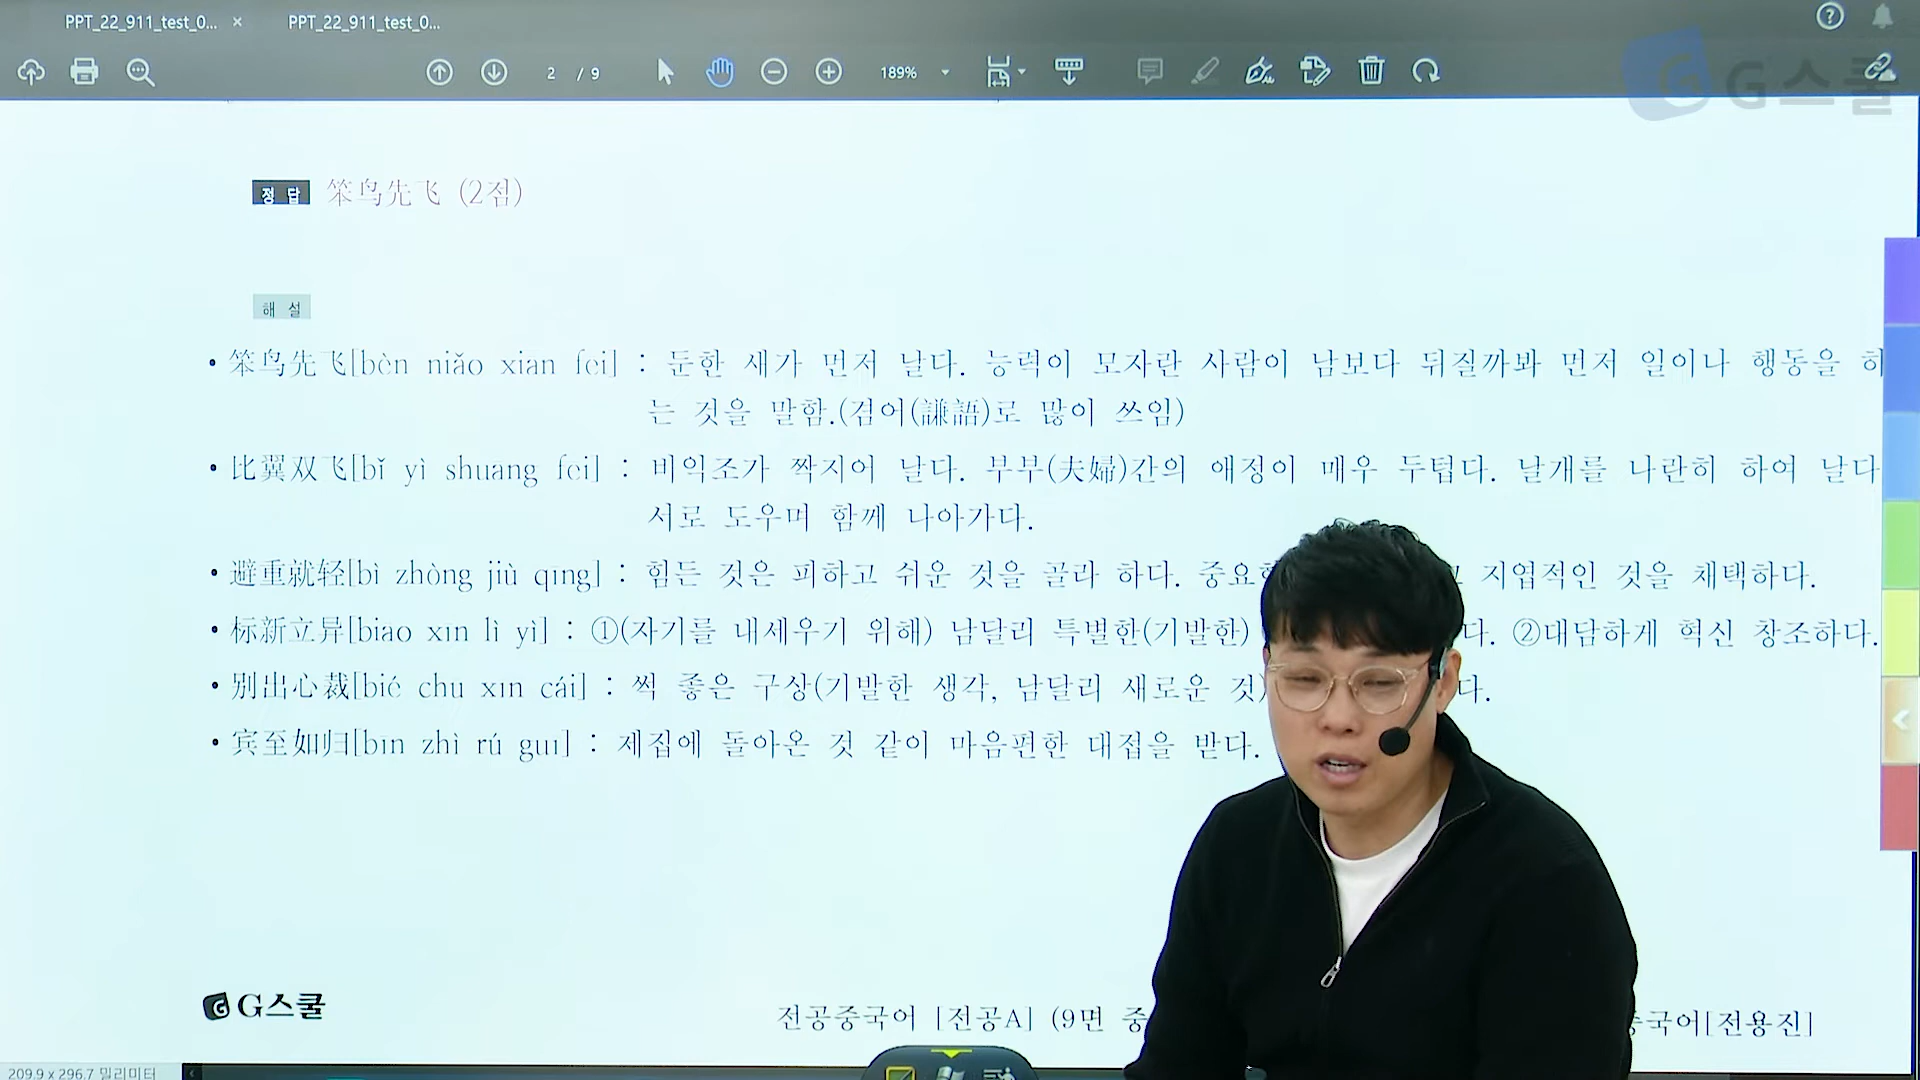 PPT_22_911_test_0... × PPT_22_911_test_0...
2 / 9 189%
G스쿨
정 답 笨鸟先飞 (2점)
해 설
• 笨鸟先飞[bèn niǎo xian fei] : 둔한 새가 먼저 날다. 능력이 모자란 사람이 남보다 뒤질까봐 먼저 일이나 행동을 하
는 것을 말함.(겸어(謙語)로 많이 쓰임)
• 比翼双飞[bǐ yì shuang fei] : 비익조가 짝지어 날다. 부부(夫婦)간의 애정이 매우 두텁다. 날개를 나란히 하여 날다
서로 도우며 함께 나아가다.
• 避重就轻[bì zhòng jiù qıng] : 힘든 것은 피하고 쉬운 것을 골라 하다. 지엽적인 것을 채택하다.
• 标新立异[biao xın lì yì] : ①(자기를 내세우기 위해) 남달리 특별한(기발한) 다. ②대담하게 혁신 창조하다.
• 别出心裁[bié chu xın cái] : 썩 좋은 구상(기발한 생각, 남달리 새로운 것) 다.
• 宾至如归[bın zhì rú guı] : 제집에 돌아온 것 같이 마음편한 대접을 받다.
G스쿨
전공중국어 [전공A] (9면 중 중국어[전용진]
209.9 x 296.7 밀리미터